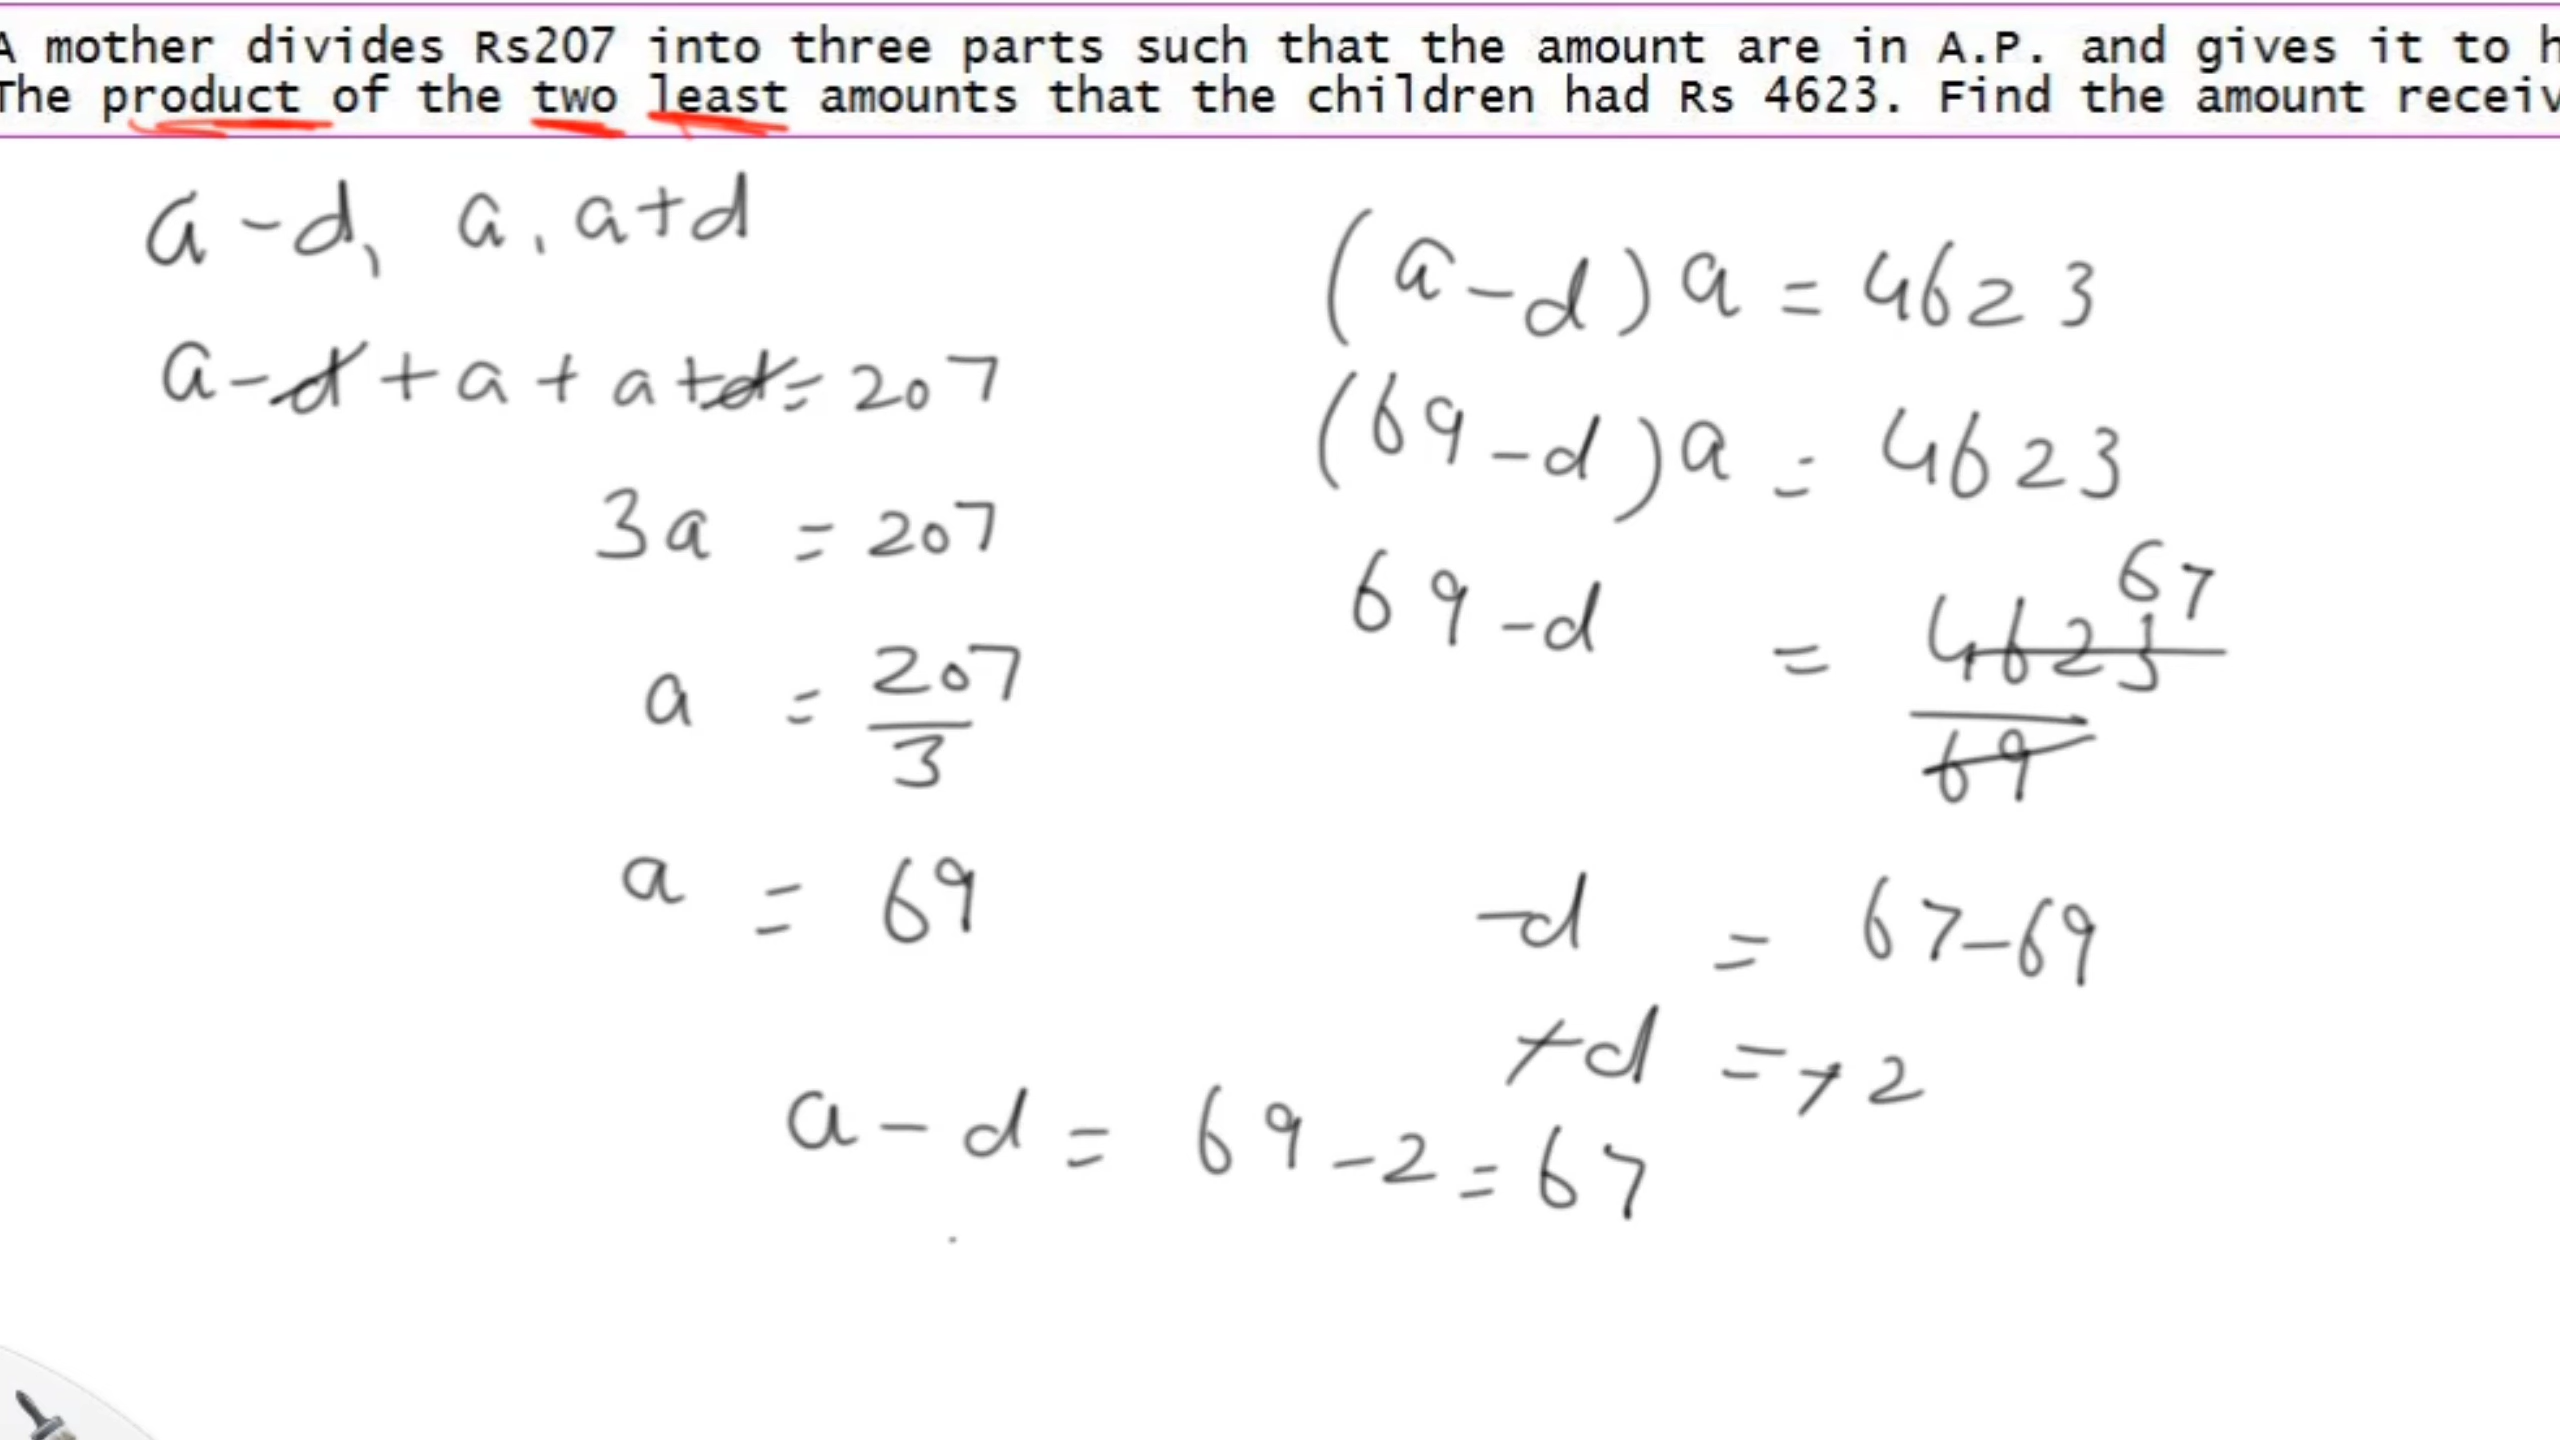 A mother divides Rs207 into three parts such that the amount are in A.P. and gives it to h
The product of the two least amounts that the children had Rs 4623. Find the amount receiv
a-d, a, a+d
a-d+a+a+d=207
3a = 207
a = 207/3
a = 69
(a-d)a = 4623
(69-d)a = 4623
69-d = 4623/69 67
-d = 67-69
+d = +2
a-d = 69-2 = 67